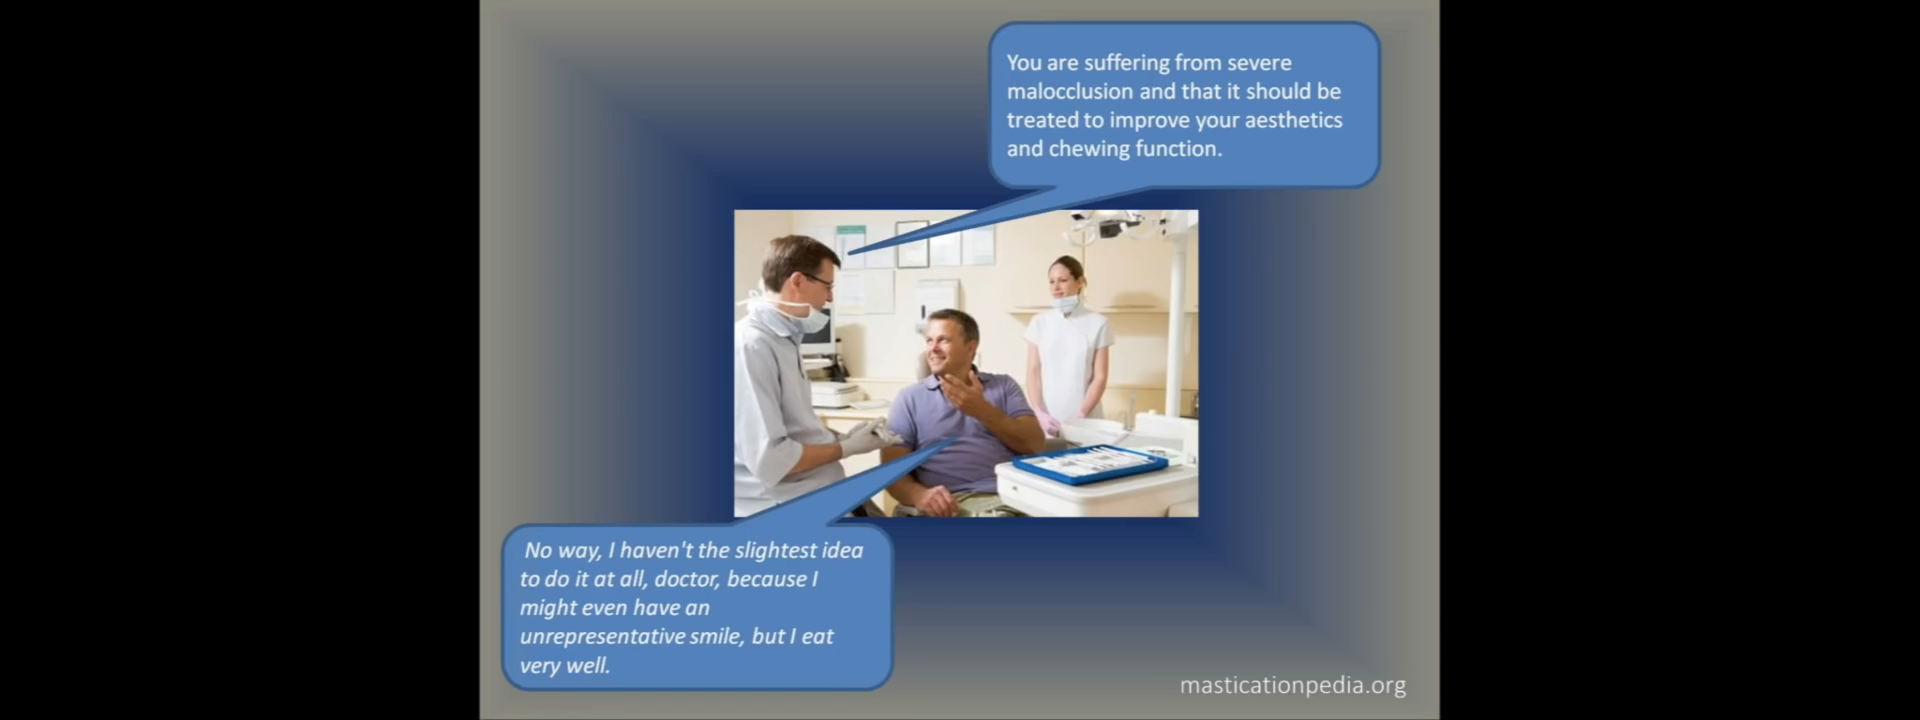 You are suffering from severe
malocclusion and that it should be
treated to improve your aesthetics
and chewing function.
No way, I haven't the slightest idea
to do it at all, doctor, because I
might even have an
unrepresentative smile, but I eat
very well.
masticationpedia.org